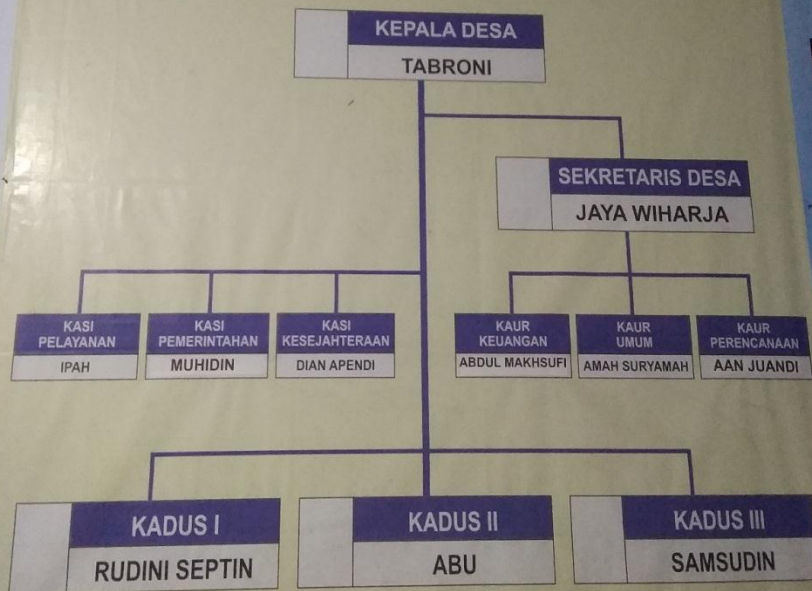 KEPALA DESA
TABRONI
SEKRETARIS DESA
JAYA WIHARJA
KASI
PELAYANAN
IPAH
KASI
PEMERINTAHAN
MUHIDIN
KASI
KESEJAHTERAAN
DIAN APENDI
KAUR
KEUANGAN
ABDUL MAKHSUFI
KAUR
UMUM
AMAH SURYAMAH
KAUR
PERENCANAAN
AAN JUANDI
KADUS I
RUDINI SEPTIN
KADUS II
ABU
KADUS III
SAMSUDIN